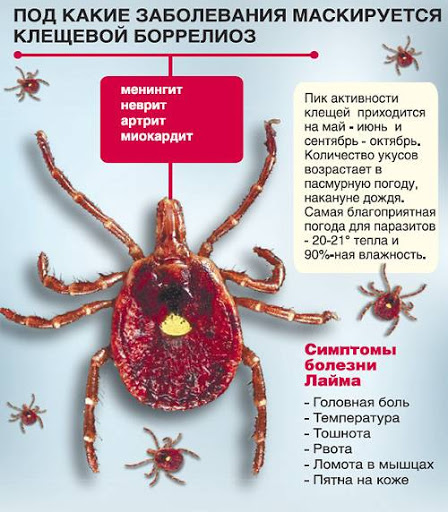 ПОД КАКИЕ ЗАБОЛЕВАНИЯ МАСКИРУЕТСЯ
КЛЕЩЕВОЙ БОРРЕЛИОЗ
менингит
неврит
артрит
миокардит
Пик активности
клещей приходится
на май - июнь и
сентябрь - октябрь.
Количество укусов
возрастает в
пасмурную погоду,
накануне дождя.
Самая благоприятная
погода для паразитов
- 20-21° тепла и
90%-ная влажность.
Симптомы
болезни
Лайма
- Головная боль
- Температура
- Тошнота
- Рвота
- Ломота в мышцах
- Пятна на коже